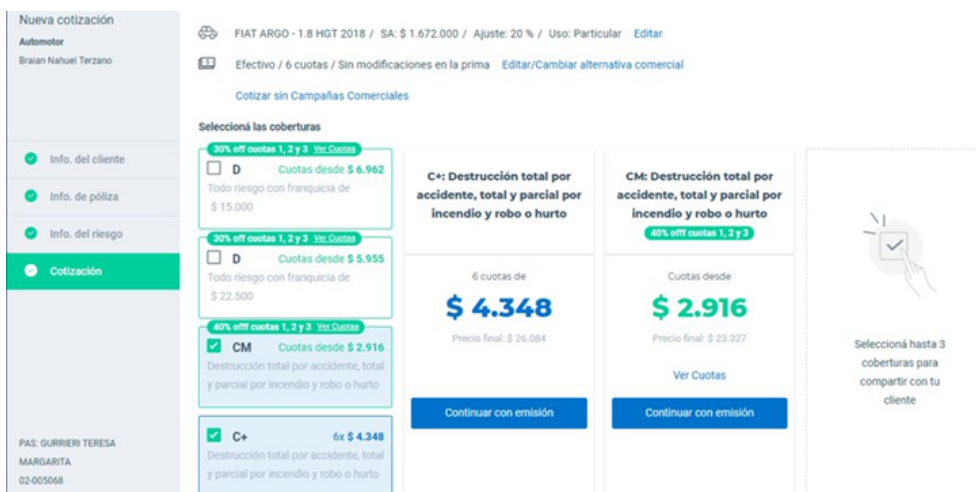 Nueva cotización
Automotor
Braian Nahuel Terzano
Info. del cliente
Info. de póliza
Info. del riesgo
Cotización
PAS: GURRIERI TERESA
MARGARITA
02-005068
FIAT ARGO - 1.8 HGT 2018 / SA: $ 1.672.000 / Ajuste: 20 % / Uso: Particular Editar
Efectivo / 6 cuotas / Sin modificaciones en la prima Editar/Cambiar alternativa comercial
Cotizar sin Campañas Comerciales
Seleccioná las coberturas
30% off cuotas 1, 2 y 3 Ver Cuotas
D Cuotas desde $ 6.962
Todo riesgo con franquicia de
$ 15.000
30% off cuotas 1, 2 y 3 Ver Cuotas
D Cuotas desde $ 5.955
Todo riesgo con franquicia de
$ 22.500
40% offf cuotas 1, 2 y 3 Ver Cuotas
CM Cuotas desde $ 2.916
Destrucción total por accidente, total
y parcial por incendio y robo o hurto
C+ 6x $ 4.348
Destrucción total por accidente, total
y parcial por incendio y robo o hurto
C+: Destrucción total por
accidente, total y parcial por
incendio y robo o hurto
6 cuotas de
$ 4.348
Precio final: $ 26.084
Continuar con emisión
CM: Destrucción total por
accidente, total y parcial por
incendio y robo o hurto
40% offf cuotas 1, 2 y 3
Cuotas desde
$ 2.916
Precio final: $ 23.327
Ver Cuotas
Continuar con emisión
Seleccioná hasta 3
coberturas para
compartir con tu
cliente